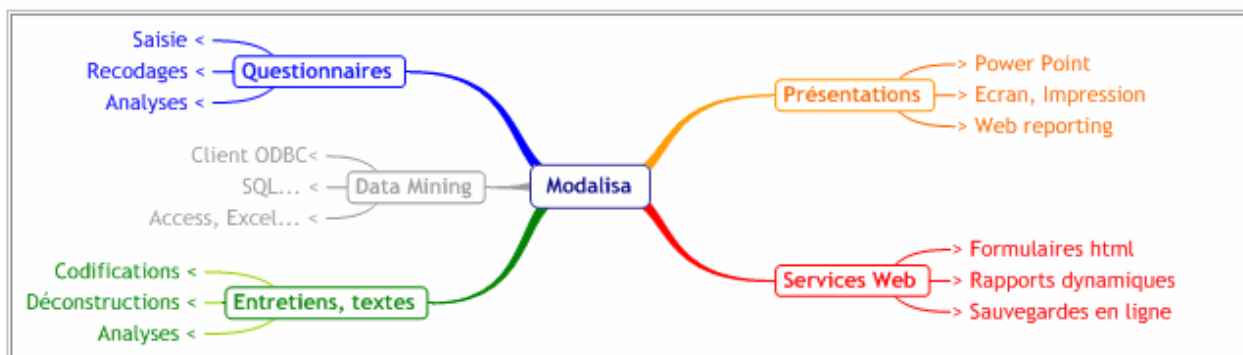 Saisie <
Recodages <
Analyses <
Questionnaires
Client ODBC<
SQL... <
Access, Excel... <
Data Mining
Codifications <
Déconstructions <
Analyses <
Entretiens, textes
Modalisa
Présentations
> Power Point
> Ecran, Impression
> Web reporting
Services Web
> Formulaires html
> Rapports dynamiques
> Sauvegardes en ligne